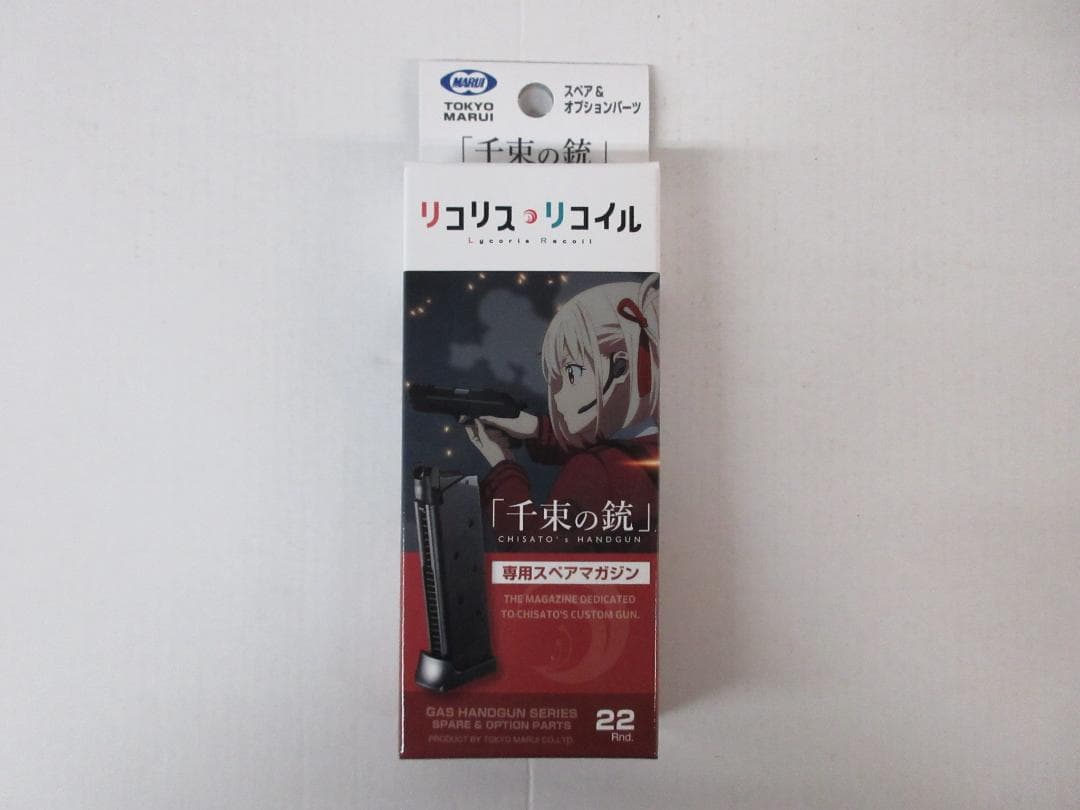 MARUI
TOKYO
MARUI
スペア&
オプションパーツ
「千束の銃」
リコリス・リコイル
Lycoris Recoil
「千束の銃」
CHISATO's HANDGUN
専用スペアマガジン
THE MAGAZINE DEDICATED
TO CHISATO'S CUSTOM GUN.
GAS HANDGUN SERIES
SPARE & OPTION PARTS
PRODUCT BY TOKYO MARUI CO.,LTD.
22
Rnd.